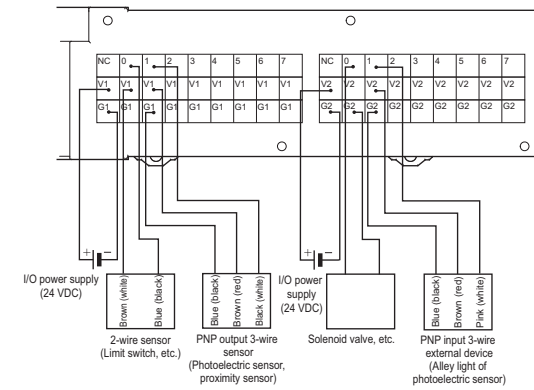 NC 0 1 2 3 4 5 6 7
V1 V1 V1 V1 V1 V1 V1 V1 V1
G1 G1 G1 G1 G1 G1 G1 G1 G1
NC 0 1 2 3 4 5 6 7
V2 V2 V2 V2 V2 V2 V2 V2 V2
G2 G2 G2 G2 G2 G2 G2 G2 G2
+ −
I/O power supply
(24 VDC)
Brown (white)
Blue (black)
2-wire sensor
(Limit switch, etc.)
Blue (black)
Brown (red)
Black (white)
PNP output 3-wire
sensor
(Photoelectric sensor,
proximity sensor)
+ −
I/O power
supply
(24 VDC)
Solenoid valve, etc.
Blue (black)
Brown (red)
Pink (white)
PNP input 3-wire
external device
(Alley light of
photoelectric sensor)